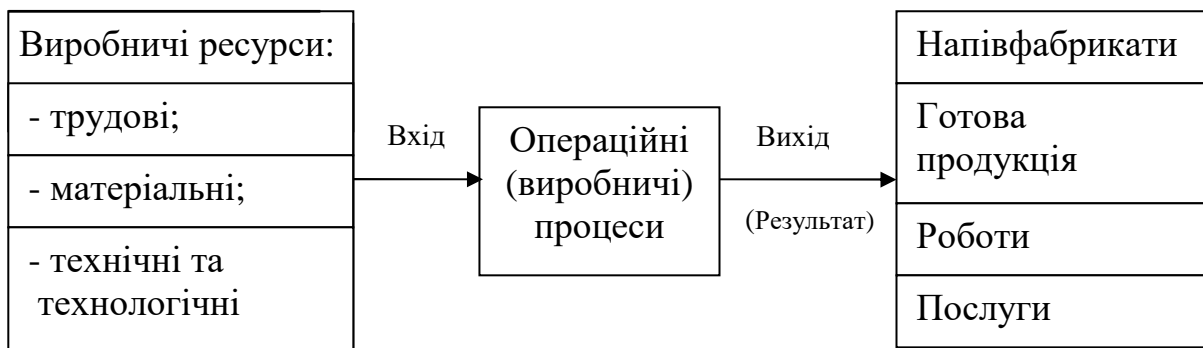 Виробничі ресурси:
- трудові;
- матеріальні;
- технічні та
технологічні
Вхід
Операційні
(виробничі)
процеси
Вихід
(Результат)
Напівфабрикати
Готова
продукція
Роботи
Послуги